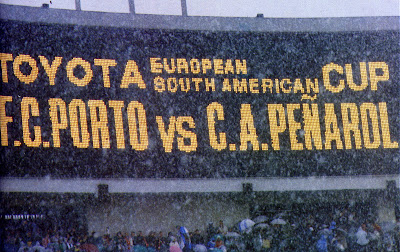 TOYOTA EUROPEAN SOUTH AMERICAN CUP
F.C.PORTO vs C.A.PEÑAROL